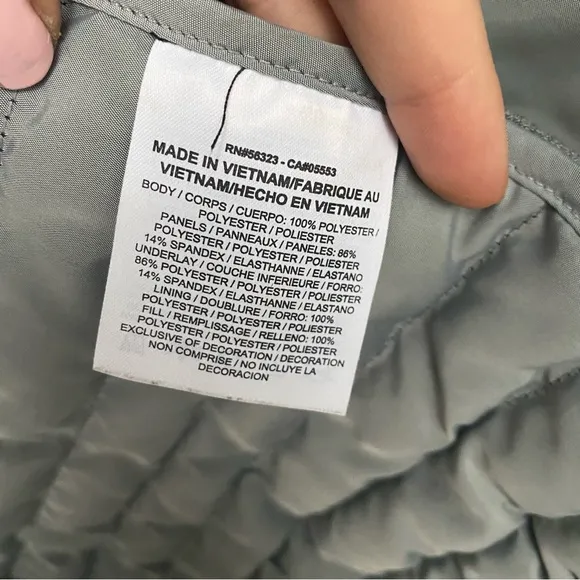 RN#56323 - CA#05553
MADE IN VIETNAM/FABRIQUE AU
VIETNAM/HECHO EN VIETNAM
BODY / CORPS / CUERPO: 100% POLYESTER /
POLYESTER / POLIESTER
PANELS / PANNEAUX / PANELES: 86%
POLYESTER / POLYESTER / POLIESTER
14% SPANDEX / ELASTHANNE / ELASTANO
UNDERLAY / COUCHE INFERIEURE / FORRO:
86% POLYESTER / POLYESTER / POLIESTER
14% SPANDEX / ELASTHANNE / ELASTANO
LINING / DOUBLURE / FORRO: 100%
POLYESTER / POLYESTER / POLIESTER
FILL / REMPLISSAGE / RELLENO: 100%
POLYESTER / POLYESTER / POLIESTER
EXCLUSIVE OF DECORATION / DECORATION
NON COMPRISE / NO INCLUYE LA
DECORACION